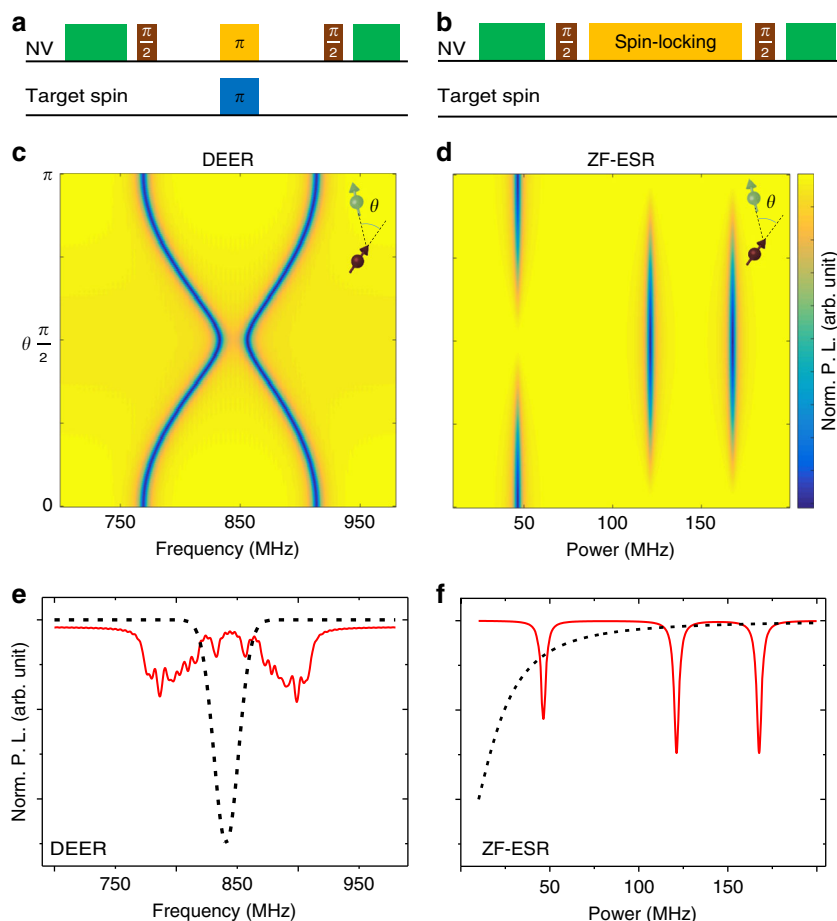 a
b
π/2
π
π/2
π/2
Spin-locking
π/2
NV
NV
π
Target spin
Target spin
c
DEER
d
ZF-ESR
π
θ
θ
θ π/2
0
Norm. P. L. (arb. unit)
750 850 950
50 100 150
Frequency (MHz)
Power (MHz)
e
f
Norm. P. L. (arb. unit)
DEER
ZF-ESR
750 850 950
50 100 150
Frequency (MHz)
Power (MHz)